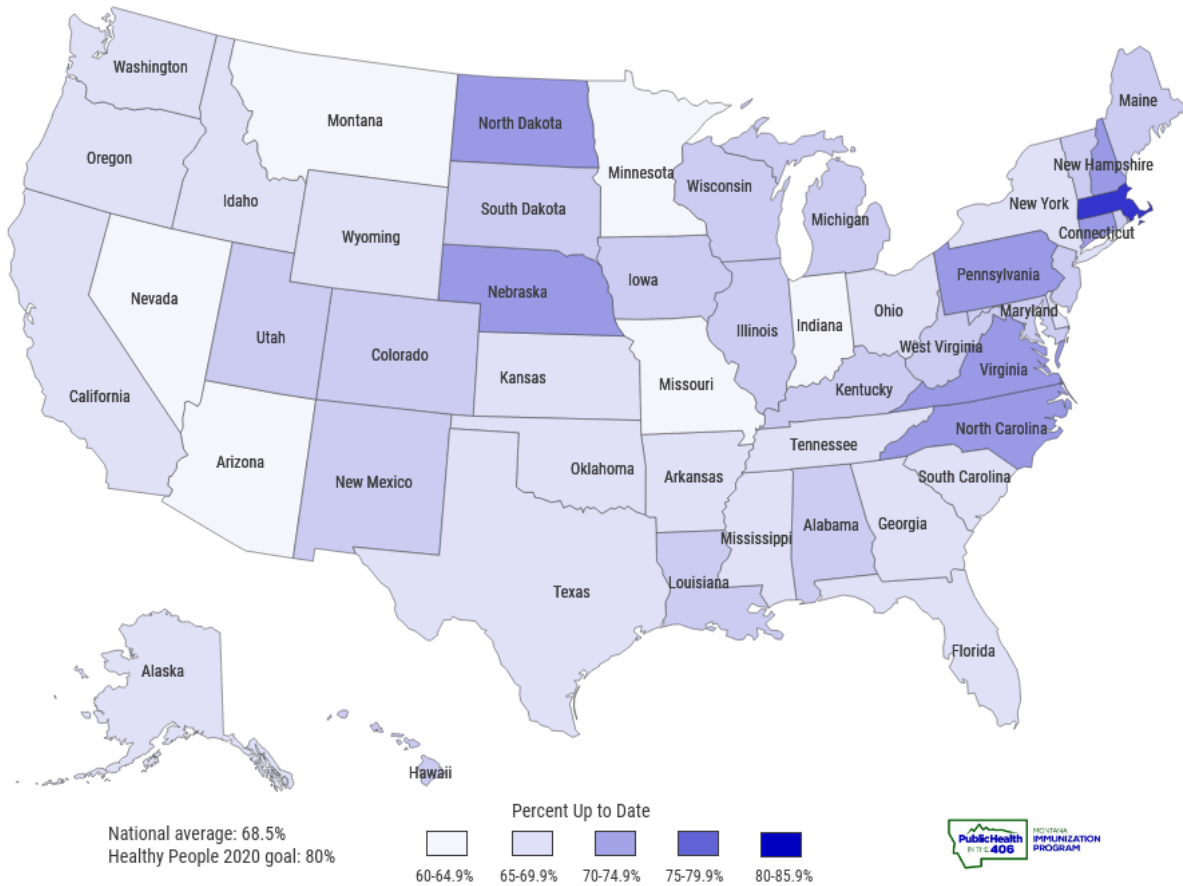 Washington
Maine
Montana
North Dakota
Oregon
Minnesota
New Hampshire
Wisconsin
Idaho
New York
South Dakota
Michigan
Connecticut
Wyoming
Pennsylvania
Iowa
Nebraska
Nevada
Maryland
Ohio
Indiana
Illinois
Utah
West Virginia
Colorado
Virginia
Kansas
Missouri
Kentucky
California
North Carolina
Tennessee
Arizona
Oklahoma
Arkansas
South Carolina
New Mexico
Georgia
Alabama
Mississippi
Louisiana
Texas
Florida
Alaska
Hawaii
Percent Up to Date
National average: 68.5%
Healthy People 2020 goal: 80%
60-64.9%
65-69.9%
70-74.9%
75-79.9%
80-85.9%
PublicHealth
IN THE 406
MONTANA
IMMUNIZATION
PROGRAM